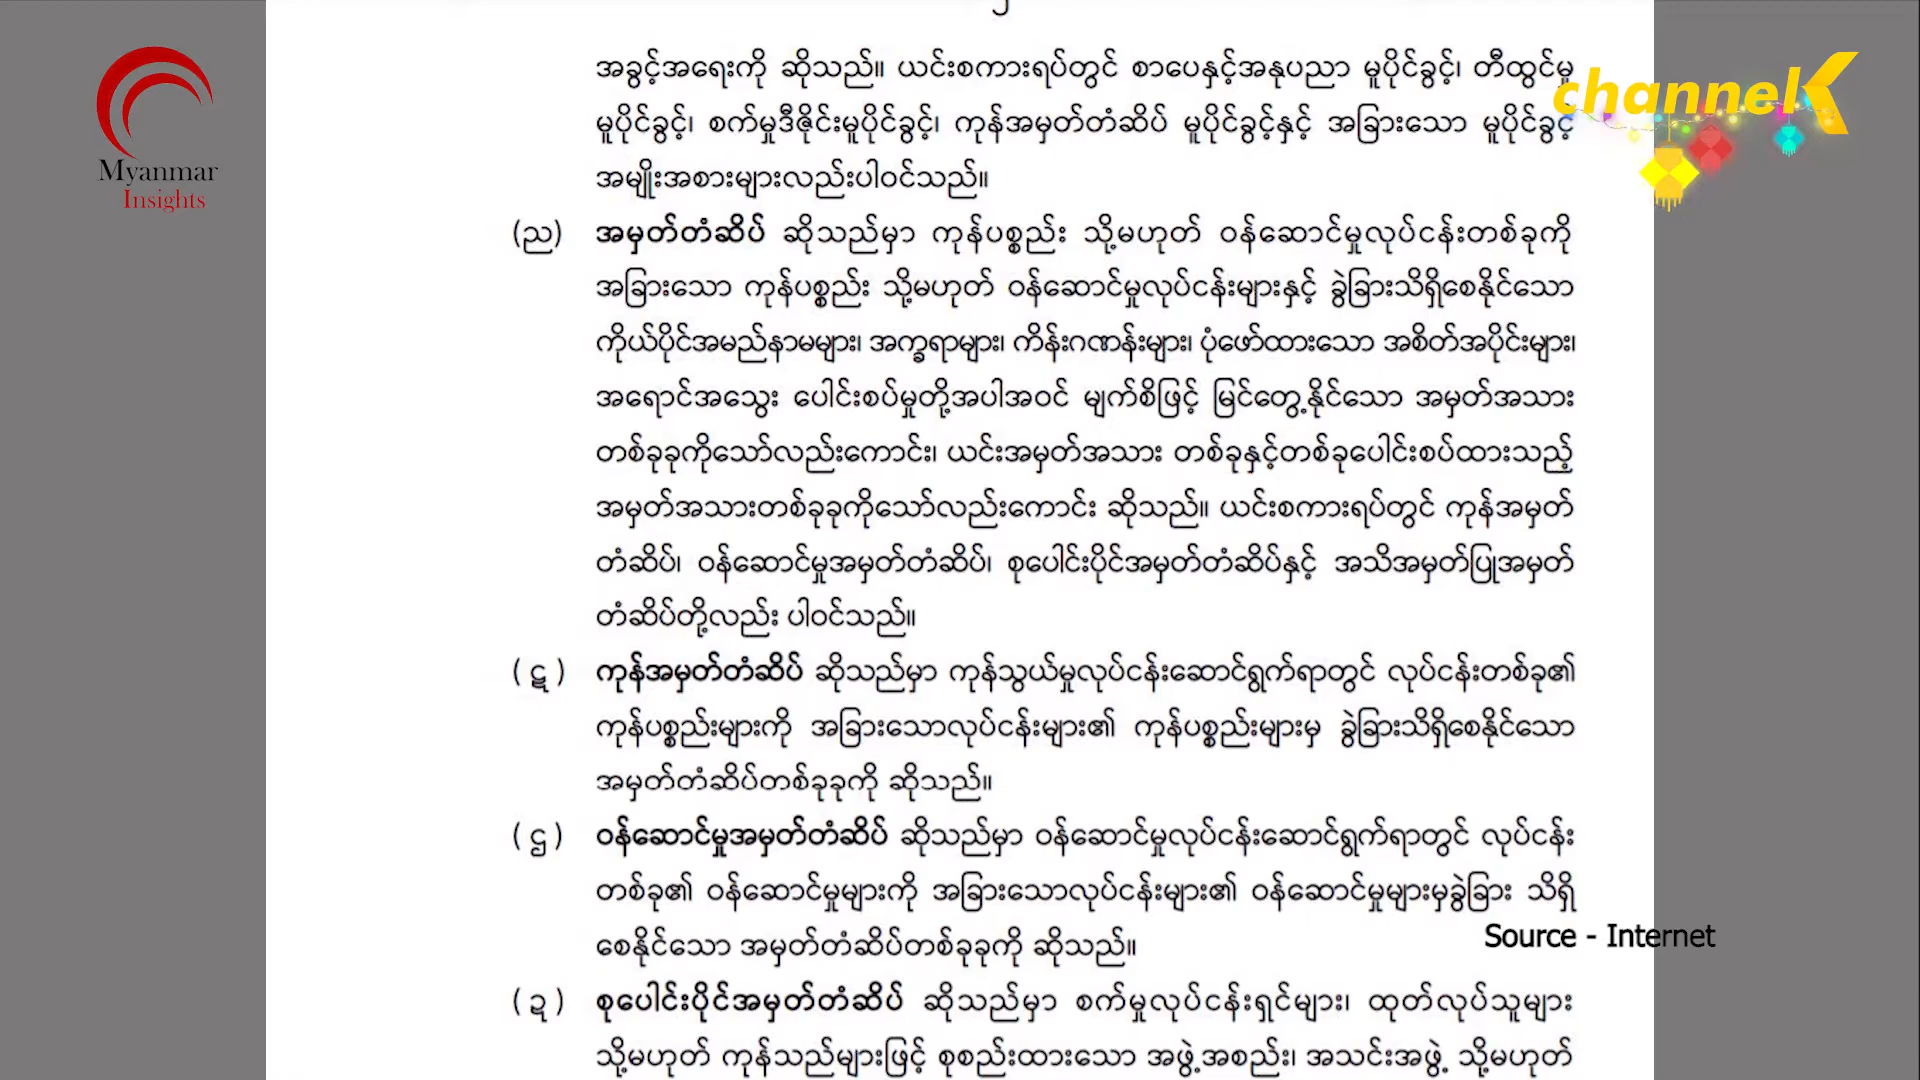 အခွင့်အရေးကို ဆိုသည်။ ယင်းစကားရပ်တွင် စာပေနှင့်အနုပညာ မူပိုင်ခွင့်၊ တီထွင်မှု
မူပိုင်ခွင့်၊ စက်မှုဒီဇိုင်းမူပိုင်ခွင့်၊ ကုန်အမှတ်တံဆိပ် မူပိုင်ခွင့်နှင့် အခြားသော မူပိုင်ခွင့်
အမျိုးအစားများလည်းပါဝင်သည်။
channelK
Myanmar
Insights
(ည) အမှတ်တံဆိပ် ဆိုသည်မှာ ကုန်ပစ္စည်း သို့မဟုတ် ဝန်ဆောင်မှုလုပ်ငန်းတစ်ခုကို
အခြားသော ကုန်ပစ္စည်း သို့မဟုတ် ဝန်ဆောင်မှုလုပ်ငန်းများနှင့် ခွဲခြားသိရှိစေနိုင်သော
ကိုယ်ပိုင်အမည်နာမများ၊ အက္ခရာများ၊ ကိန်းဂဏန်းများ၊ ပုံဖော်ထားသော အစိတ်အပိုင်းများ၊
အရောင်အသွေး ပေါင်းစပ်မှုတို့အပါအဝင် မျက်စိဖြင့် မြင်တွေ့နိုင်သော အမှတ်အသား
တစ်ခုခုကိုသော်လည်းကောင်း၊ ယင်းအမှတ်အသား တစ်ခုနှင့်တစ်ခုပေါင်းစပ်ထားသည့်
အမှတ်အသားတစ်ခုခုကိုသော်လည်းကောင်း ဆိုသည်။ ယင်းစကားရပ်တွင် ကုန်အမှတ်
တံဆိပ်၊ ဝန်ဆောင်မှုအမှတ်တံဆိပ်၊ စုပေါင်းပိုင်အမှတ်တံဆိပ်နှင့် အသိအမှတ်ပြုအမှတ်
တံဆိပ်တို့လည်း ပါဝင်သည်။
(ဋ) ကုန်အမှတ်တံဆိပ် ဆိုသည်မှာ ကုန်သွယ်မှုလုပ်ငန်းဆောင်ရွက်ရာတွင် လုပ်ငန်းတစ်ခု၏
ကုန်ပစ္စည်းများကို အခြားသောလုပ်ငန်းများ၏ ကုန်ပစ္စည်းများမှ ခွဲခြားသိရှိစေနိုင်သော
အမှတ်တံဆိပ်တစ်ခုခုကို ဆိုသည်။
(ဌ) ဝန်ဆောင်မှုအမှတ်တံဆိပ် ဆိုသည်မှာ ဝန်ဆောင်မှုလုပ်ငန်းဆောင်ရွက်ရာတွင် လုပ်ငန်း
တစ်ခု၏ ဝန်ဆောင်မှုများကို အခြားသောလုပ်ငန်းများ၏ ဝန်ဆောင်မှုများမှခွဲခြား သိရှိ
စေနိုင်သော အမှတ်တံဆိပ်တစ်ခုခုကို ဆိုသည်။
Source - Internet
(ဍ) စုပေါင်းပိုင်အမှတ်တံဆိပ် ဆိုသည်မှာ စက်မှုလုပ်ငန်းရှင်များ၊ ထုတ်လုပ်သူများ
သို့မဟုတ် ကုန်သည်များဖြင့် စုစည်းထားသော အဖွဲ့အစည်း၊ အသင်းအဖွဲ့ သို့မဟုတ်